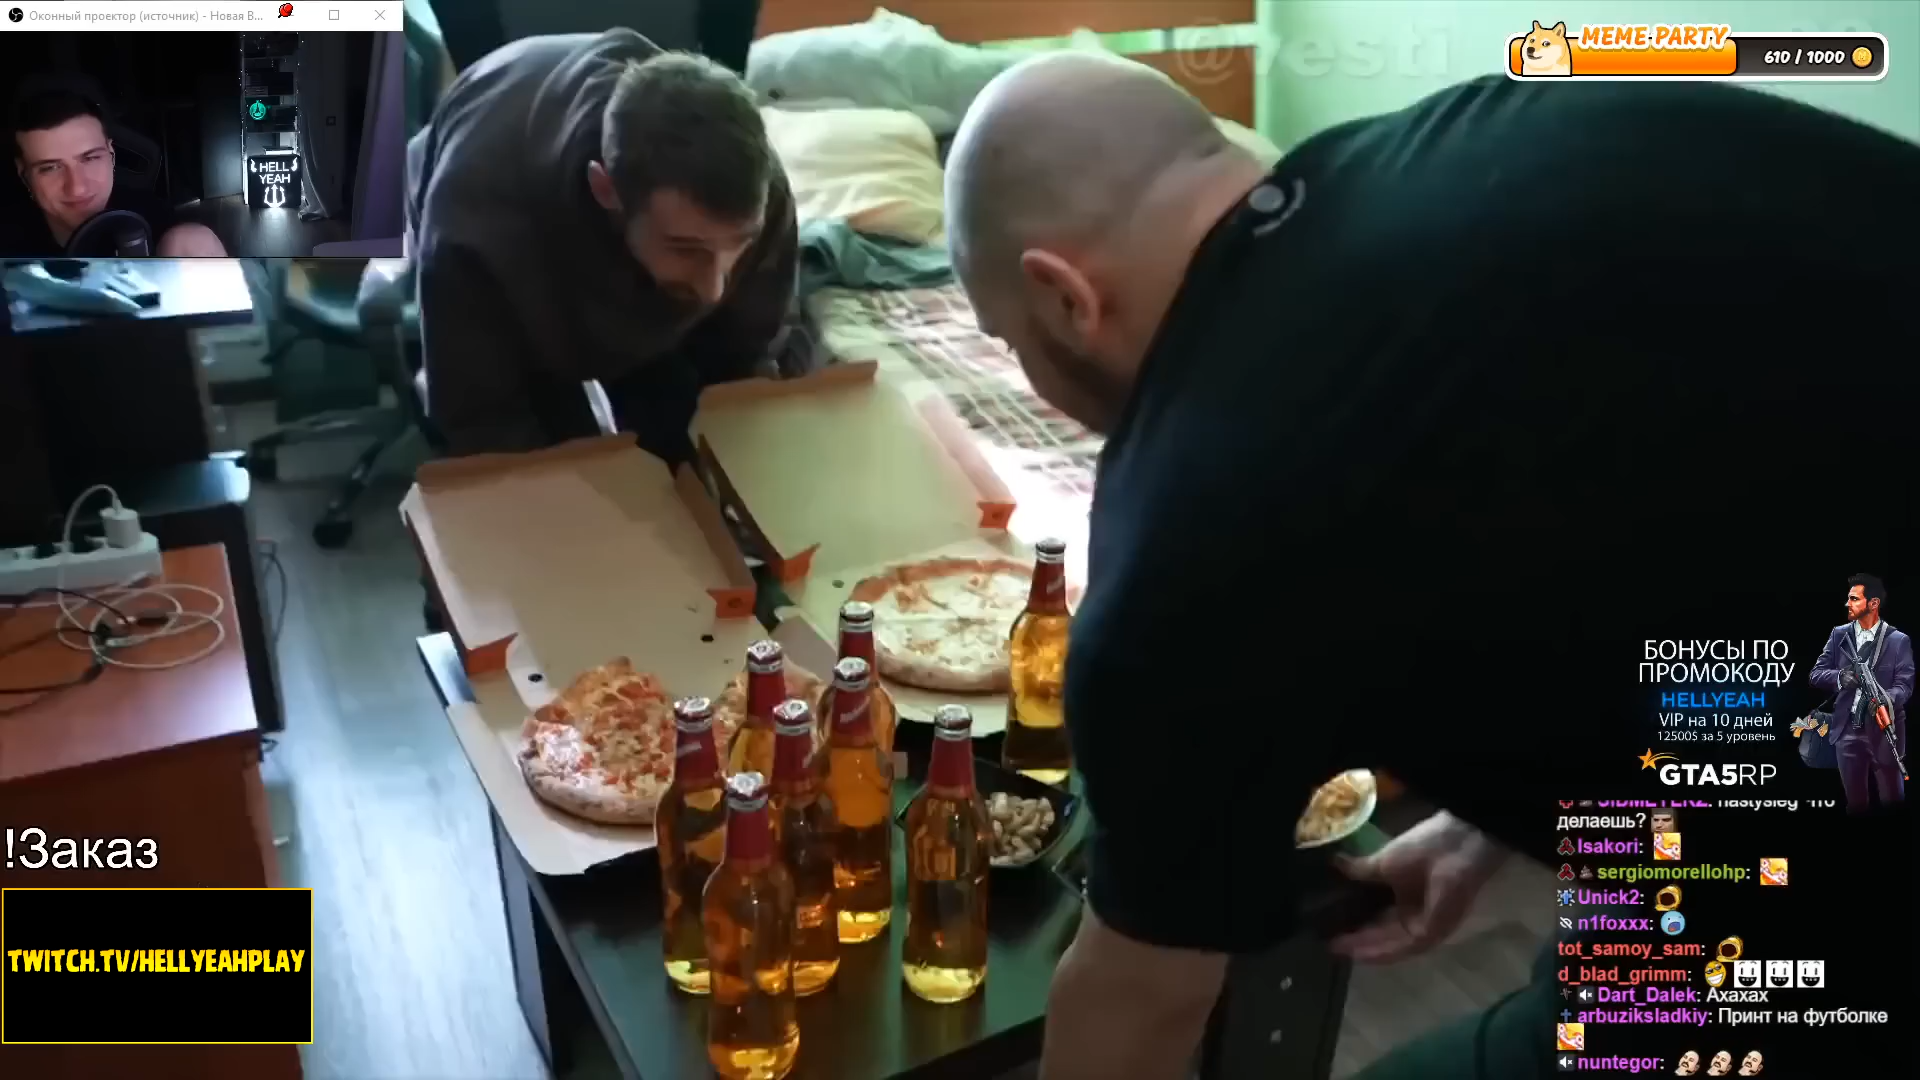 Оконный проектор (источник) - Новая В...
@vesti
MEME PARTY
610 / 1000
HELL
YEAH
БОНУСЫ ПО
ПРОМОКОДУ
HELLYEAH
VIP на 10 дней
12500$ за 5 уровень
GTA5RP
!Заказ
TWITCH.TV/HELLYEAHPLAY
делаешь?
Isakori:
sergiomorellohp:
Unick2:
n1foxxx:
tot_samoy_sam:
d_blad_grimm:
Dart_Dalek: Ахахах
arbuziksladkiy: Принт на футболке
nuntegor: